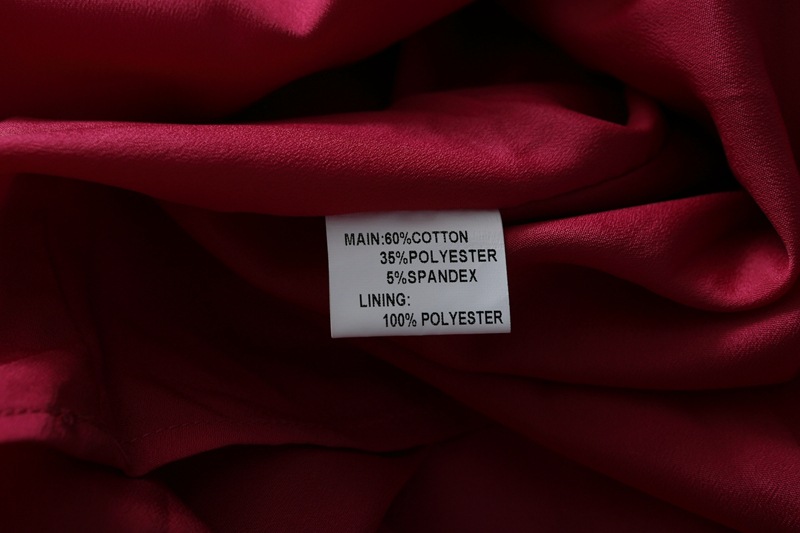 MAIN:60%COTTON
35%POLYESTER
5%SPANDEX
LINING:
100% POLYESTER